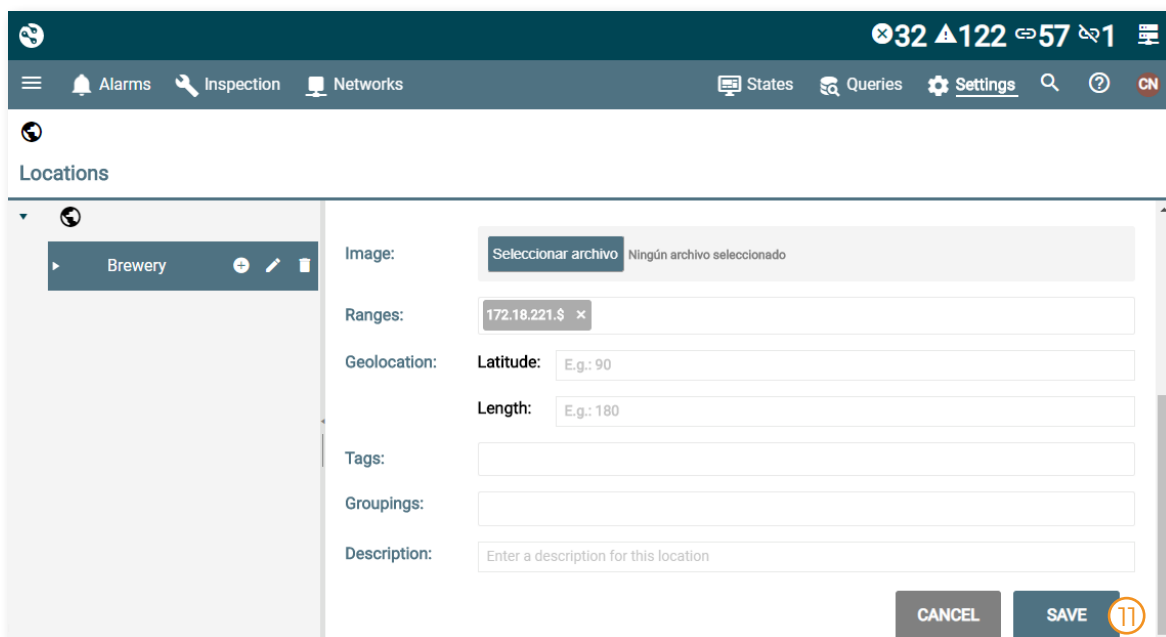 32 122 57 1
Alarms Inspection Networks States Queries Settings CN
Locations
Brewery
Image: Seleccionar archivo Ningún archivo seleccionado
Ranges: 172.18.221.$ ×
Geolocation: Latitude: E.g.: 90
Length: E.g.: 180
Tags:
Groupings:
Description: Enter a description for this location
CANCEL SAVE 11